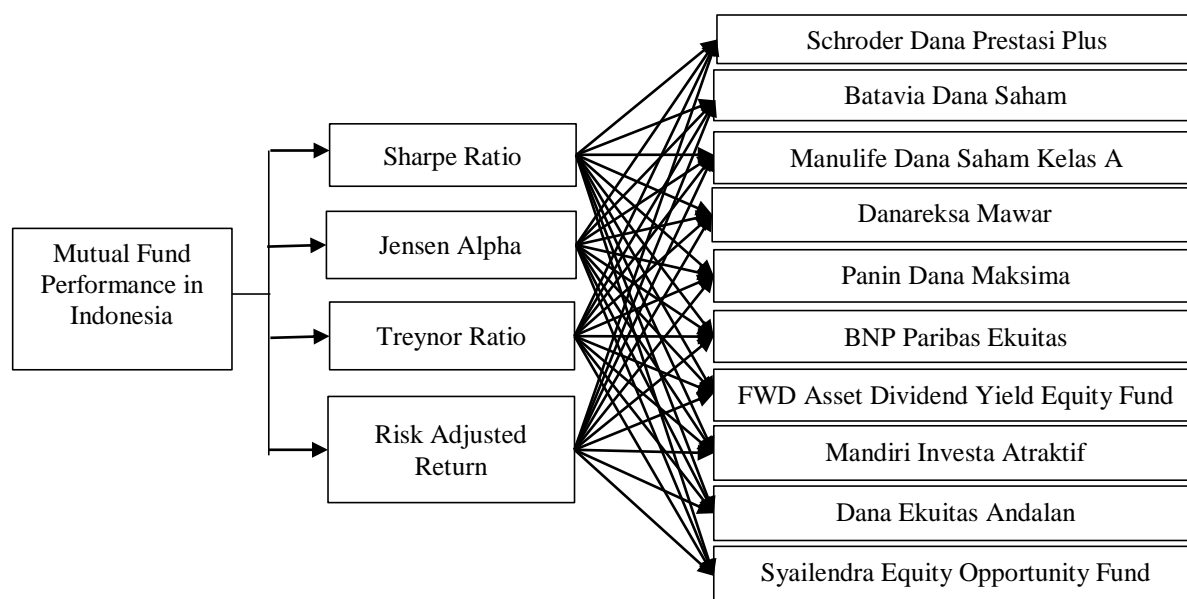 Mutual Fund
Performance in
Indonesia
Sharpe Ratio
Jensen Alpha
Treynor Ratio
Risk Adjusted
Return
Schroder Dana Prestasi Plus
Batavia Dana Saham
Manulife Dana Saham Kelas A
Danareksa Mawar
Panin Dana Maksima
BNP Paribas Ekuitas
FWD Asset Dividend Yield Equity Fund
Mandiri Investa Atraktif
Dana Ekuitas Andalan
Syailendra Equity Opportunity Fund